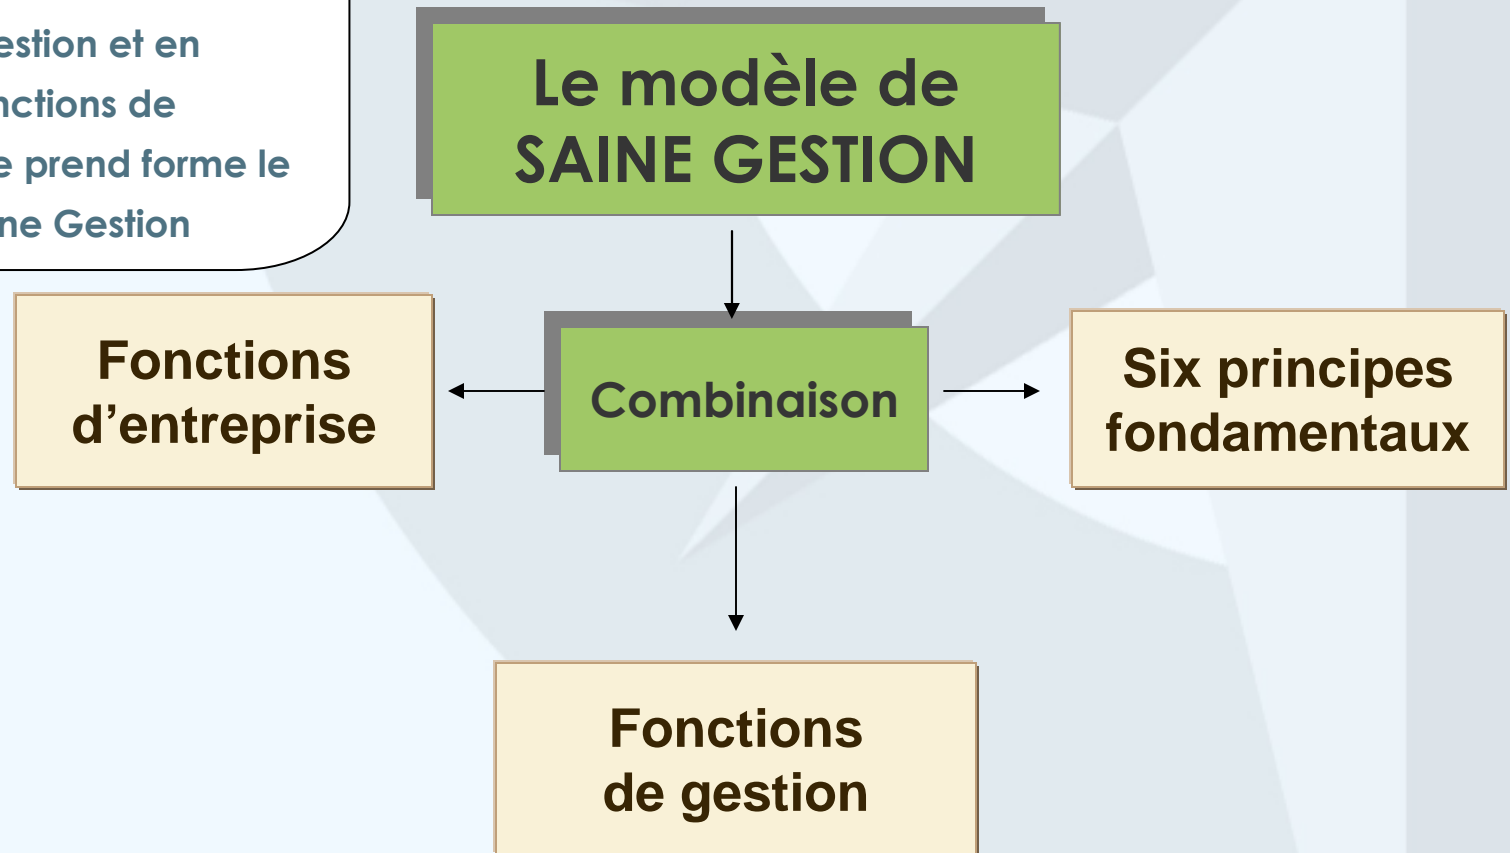 estion et en
nctions de
e prend forme le
ne Gestion
Le modèle de
SAINE GESTION
Fonctions
d’entreprise
Combinaison
Six principes
fondamentaux
Fonctions
de gestion